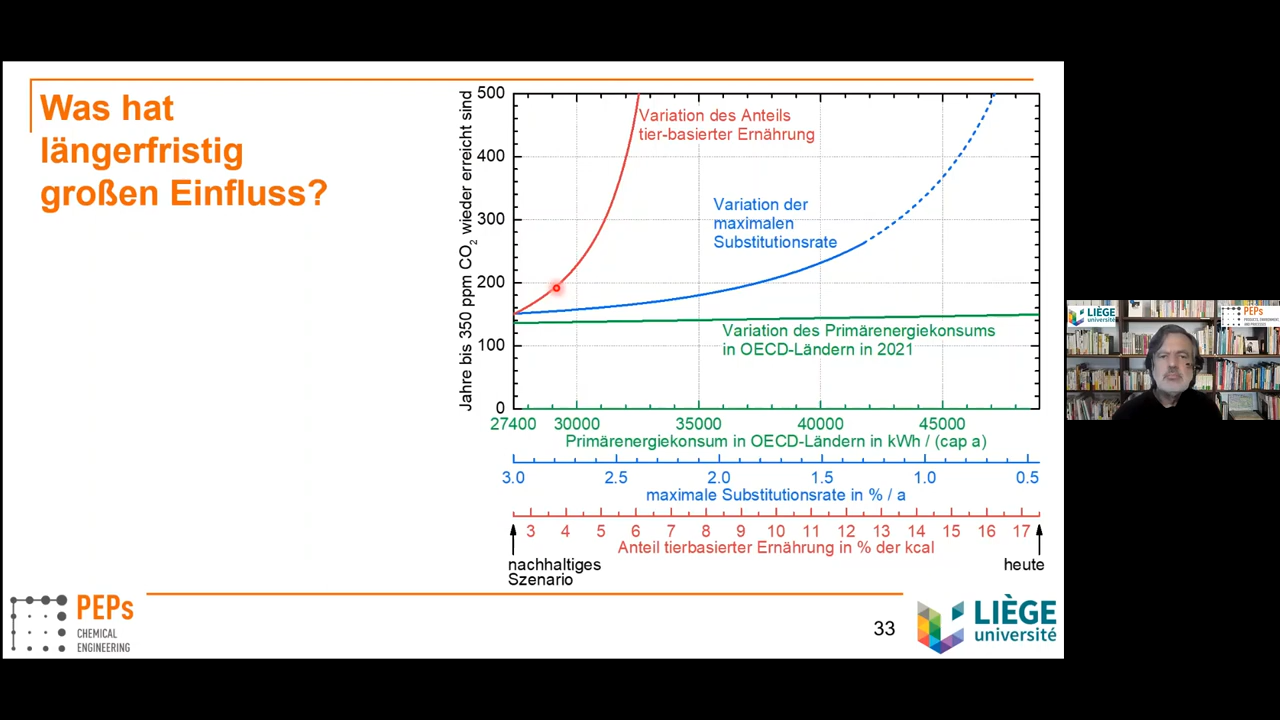 Was hat
längerfristig
großen Einfluss?
Jahre bis 350 ppm CO2 wieder erreicht sind
500
400
300
200
100
0
Variation des Anteils
tier-basierter Ernährung
Variation der
maximalen
Substitutionsrate
Variation des Primärenergiekonsums
in OECD-Ländern in 2021
27400 30000 35000 40000 45000
Primärenergiekonsum in OECD-Ländern in kWh / (cap a)
3.0 2.5 2.0 1.5 1.0 0.5
maximale Substitutionsrate in % / a
3 4 5 6 7 8 9 10 11 12 13 14 15 16 17
Anteil tierbasierter Ernährung in % der kcal
nachhaltiges
Szenario
heute
PEPs
CHEMICAL
ENGINEERING
33
LIÈGE
université
LIÈGE
université
PEPs